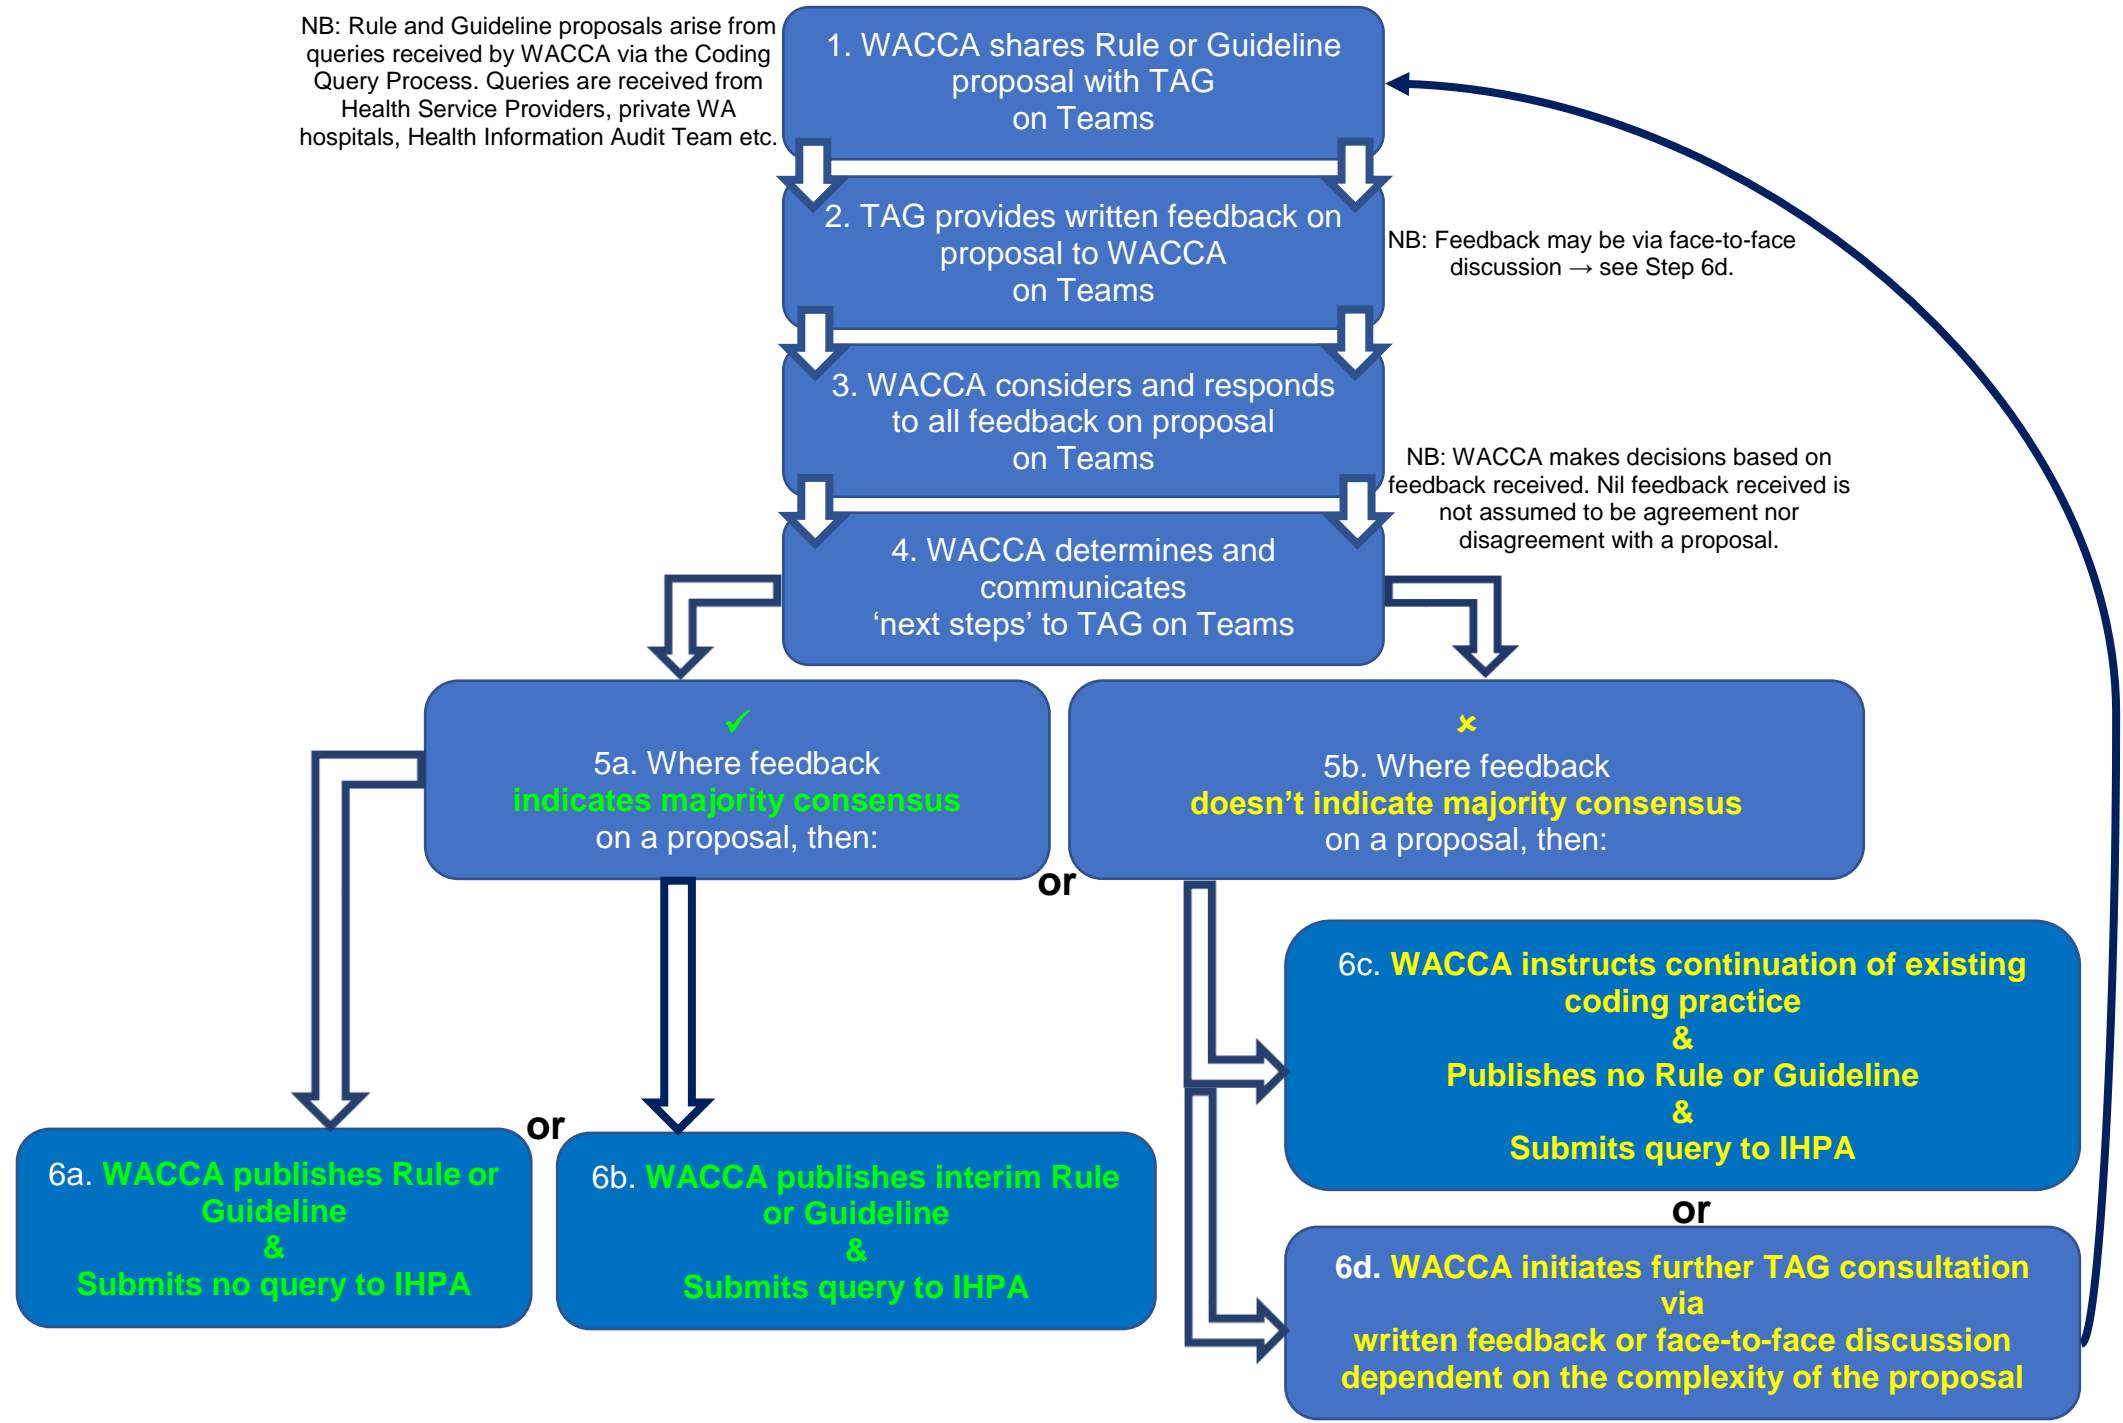 NB: Rule and Guideline proposals arise from
queries received by WACCA via the Coding
Query Process. Queries are received from
Health Service Providers, private WA
hospitals, Health Information Audit Team etc.
1. WACCA shares Rule or Guideline
proposal with TAG
on Teams
2. TAG provides written feedback on
proposal to WACCA
on Teams
NB: Feedback may be via face-to-face
discussion → see Step 6d.
3. WACCA considers and responds
to all feedback on proposal
on Teams
NB: WACCA makes decisions based on
feedback received. Nil feedback received is
not assumed to be agreement nor
disagreement with a proposal.
4. WACCA determines and
communicates
‘next steps’ to TAG on Teams
✓
5a. Where feedback
indicates majority consensus
on a proposal, then:
or
✘
5b. Where feedback
doesn’t indicate majority consensus
on a proposal, then:
6a. WACCA publishes Rule or
Guideline
&
Submits no query to IHPA
or
6b. WACCA publishes interim Rule
or Guideline
&
Submits query to IHPA
6c. WACCA instructs continuation of existing
coding practice
&
Publishes no Rule or Guideline
&
Submits query to IHPA
or
6d. WACCA initiates further TAG consultation
via
written feedback or face-to-face discussion
dependent on the complexity of the proposal